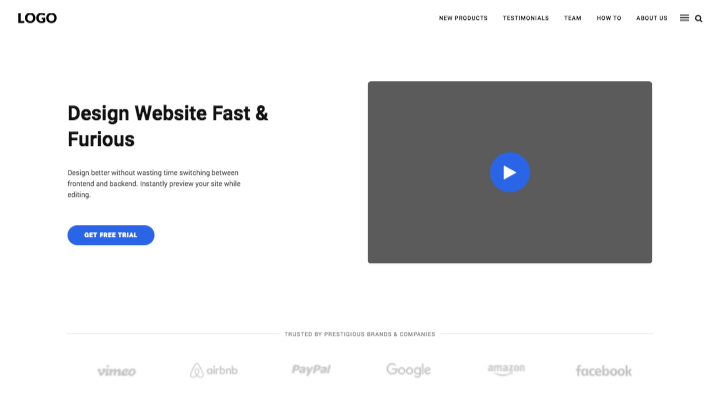 LOGO
NEW PRODUCTS TESTIMONIALS TEAM HOW TO ABOUT US
Design Website Fast &
Furious
Design better without wasting time switching between
frontend and backend. Instantly preview your site while
editing.
GET FREE TRIAL
TRUSTED BY PRESTIGIOUS BRANDS & COMPANIES
vimeo airbnb PayPal Google amazon facebook